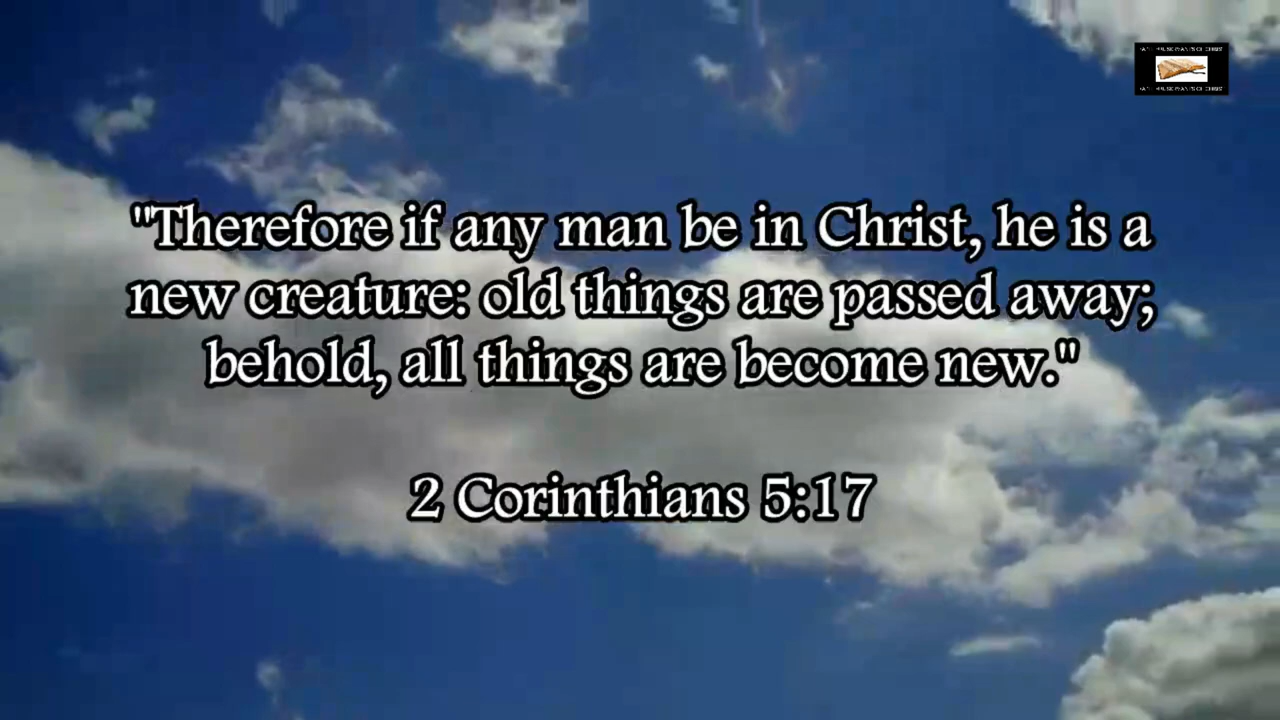 "Therefore if any man be in Christ, he is a
new creature: old things are passed away;
behold, all things are become new."
2 Corinthians 5:17